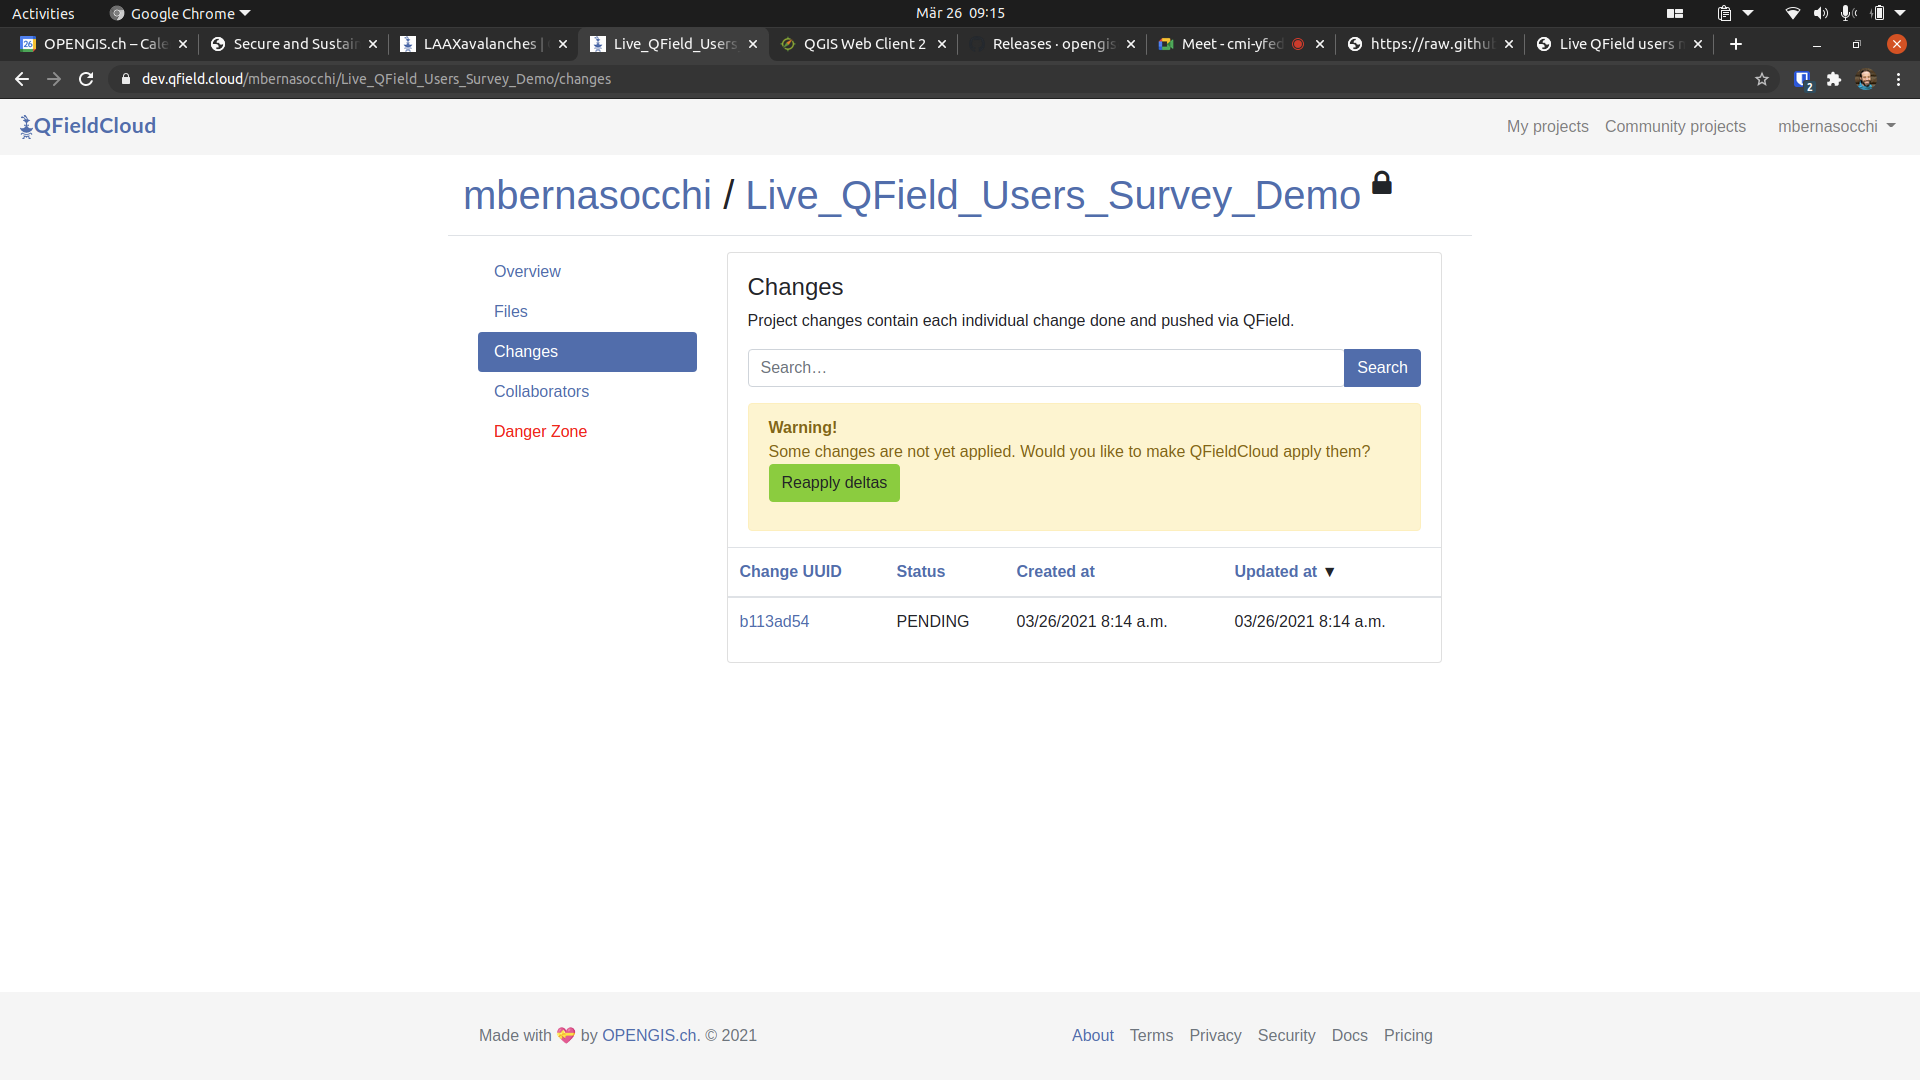 Activities Google Chrome Mär 26 09:15
OPENGIS.ch – Cale Secure and Sustain LAAXavalanches | Live_QField_Users QGIS Web Client 2 Releases · opengis Meet - cmi-yfed https://raw.githu Live QField users
dev.qfield.cloud/mbernasocchi/Live_QField_Users_Survey_Demo/changes 2
QFieldCloud My projects Community projects mbernasocchi
mbernasocchi / Live_QField_Users_Survey_Demo
Overview
Files
Changes
Collaborators
Danger Zone
Changes
Project changes contain each individual change done and pushed via QField.
Search… Search
Warning!
Some changes are not yet applied. Would you like to make QFieldCloud apply them?
Reapply deltas
Change UUID Status Created at Updated at ▼
b113ad54 PENDING 03/26/2021 8:14 a.m. 03/26/2021 8:14 a.m.
Made with 💝 by OPENGIS.ch. © 2021 About Terms Privacy Security Docs Pricing